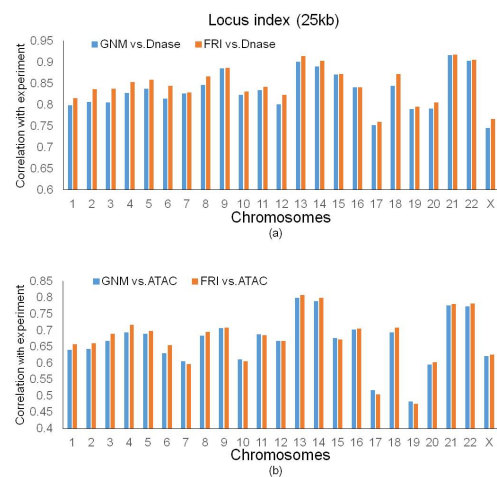 Locus index (25kb)
GNM vs.Dnase FRI vs.Dnase
Correlation with experiment
0.95
0.9
0.85
0.8
0.75
0.7
0.65
0.6
1 2 3 4 5 6 7 8 9 10 11 12 13 14 15 16 17 18 19 20 21 22 X
Chromosomes
(a)
GNM vs.ATAC FRI vs.ATAC
Correlation with experiment
0.85
0.8
0.75
0.7
0.65
0.6
0.55
0.5
0.45
0.4
1 2 3 4 5 6 7 8 9 10 11 12 13 14 15 16 17 18 19 20 21 22 X
Chromosomes
(b)